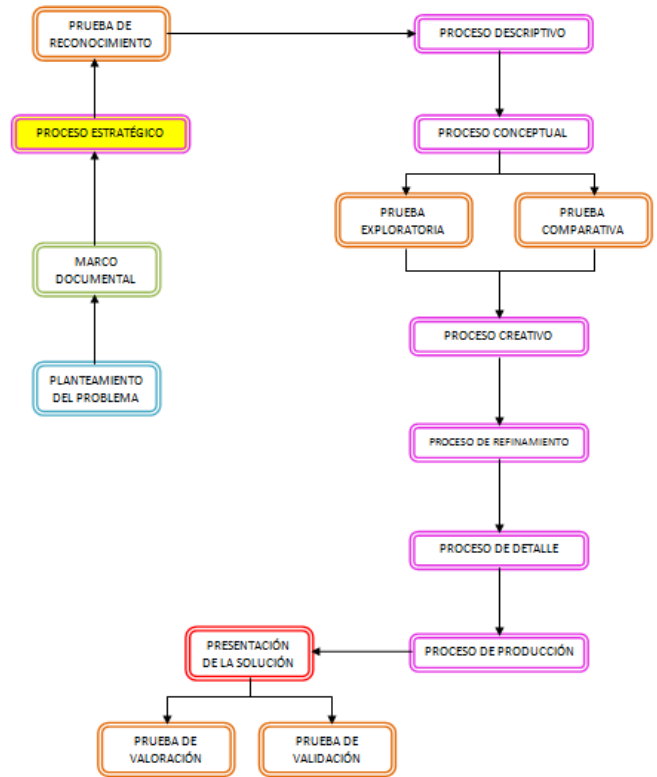 PRUEBA DE
RECONOCIMIENTO
PROCESO DESCRIPTIVO
PROCESO ESTRATÉGICO
PROCESO CONCEPTUAL
PRUEBA
EXPLORATORIA
PRUEBA
COMPARATIVA
MARCO
DOCUMENTAL
PROCESO CREATIVO
PLANTEAMIENTO
DEL PROBLEMA
PROCESO DE REFINAMIENTO
PROCESO DE DETALLE
PRESENTACIÓN
DE LA SOLUCIÓN
PROCESO DE PRODUCCIÓN
PRUEBA DE
VALORACIÓN
PRUEBA DE
VALIDACIÓN